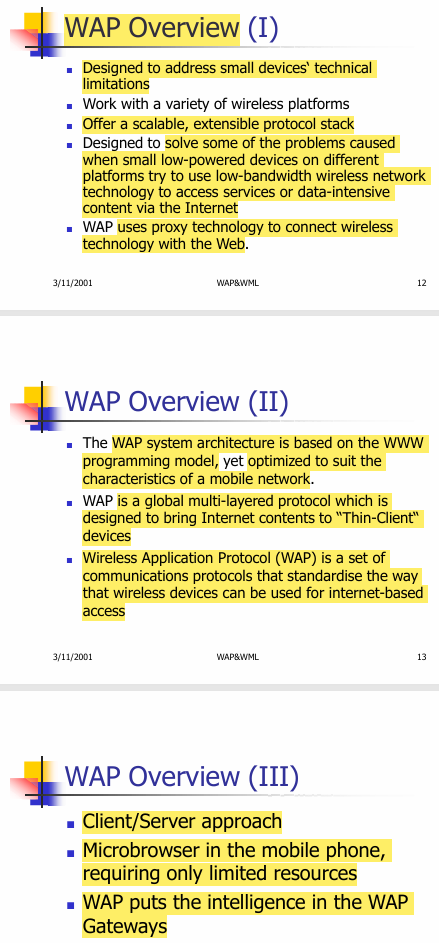 WAP Overview (I)
Designed to address small devices‘ technical
limitations
Work with a variety of wireless platforms
Offer a scalable, extensible protocol stack
Designed to solve some of the problems caused
when small low-powered devices on different
platforms try to use low-bandwidth wireless network
technology to access services or data-intensive
content via the Internet
WAP uses proxy technology to connect wireless
technology with the Web.
3/11/2001 WAP&WML 12
WAP Overview (II)
The WAP system architecture is based on the WWW
programming model, yet optimized to suit the
characteristics of a mobile network.
WAP is a global multi-layered protocol which is
designed to bring Internet contents to “Thin-Client“
devices
Wireless Application Protocol (WAP) is a set of
communications protocols that standardise the way
that wireless devices can be used for internet-based
access
3/11/2001 WAP&WML 13
WAP Overview (III)
Client/Server approach
Microbrowser in the mobile phone,
requiring only limited resources
WAP puts the intelligence in the WAP
Gateways